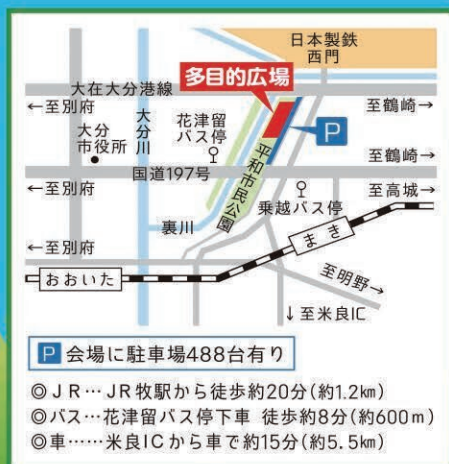 日本製鉄
西門
多目的広場
大在大分港線
←至別府
至鶴崎→
大分
市役所
大分川
花津留
バス停
P
平和市民公園
至鶴崎→
国道197号
←至別府
至高城→
乗越バス停
裏川
まき
←至別府
おおいた
至明野
↓至米良IC
P 会場に駐車場488台有り
◎JR…JR牧駅から徒歩約20分(約1.2㎞)
◎バス…花津留バス停下車 徒歩約8分(約600m)
◎車……米良ICから車で約15分(約5.5㎞)